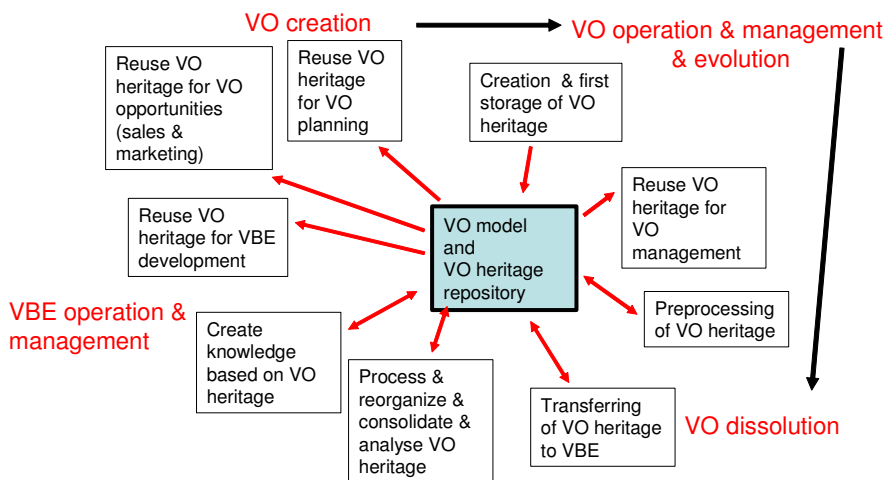 VO creation
VO operation & management
& evolution
Reuse VO
heritage for VO
opportunities
(sales &
marketing)
Reuse VO
heritage
for VO
planning
Creation & first
storage of VO
heritage
Reuse VO
heritage for
VO
management
Reuse VO
heritage for VBE
development
VO model
and
VO heritage
repository
Preprocessing
of VO heritage
VBE operation &
management
Create
knowledge
based on VO
heritage
Process &
reorganize &
consolidate &
analyse VO
heritage
Transferring
of VO heritage
to VBE
VO dissolution